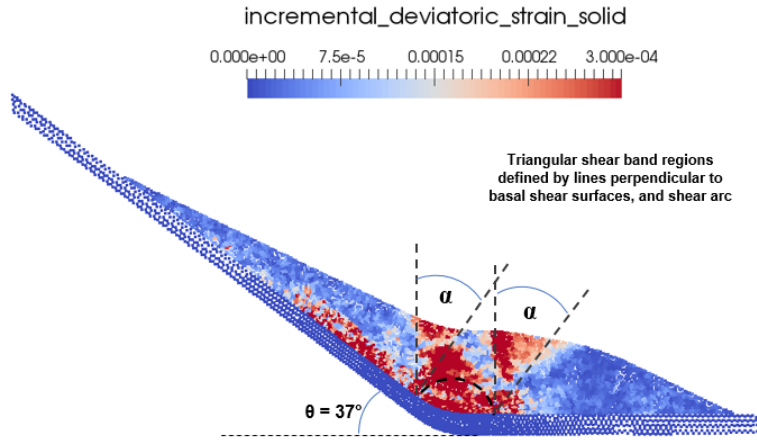 incremental_deviatoric_strain_solid
0.000e+00 7.5e-5 0.00015 0.00022 3.000e-04
Triangular shear band regions
defined by lines perpendicular to
basal shear surfaces, and shear arc
α α
θ = 37°